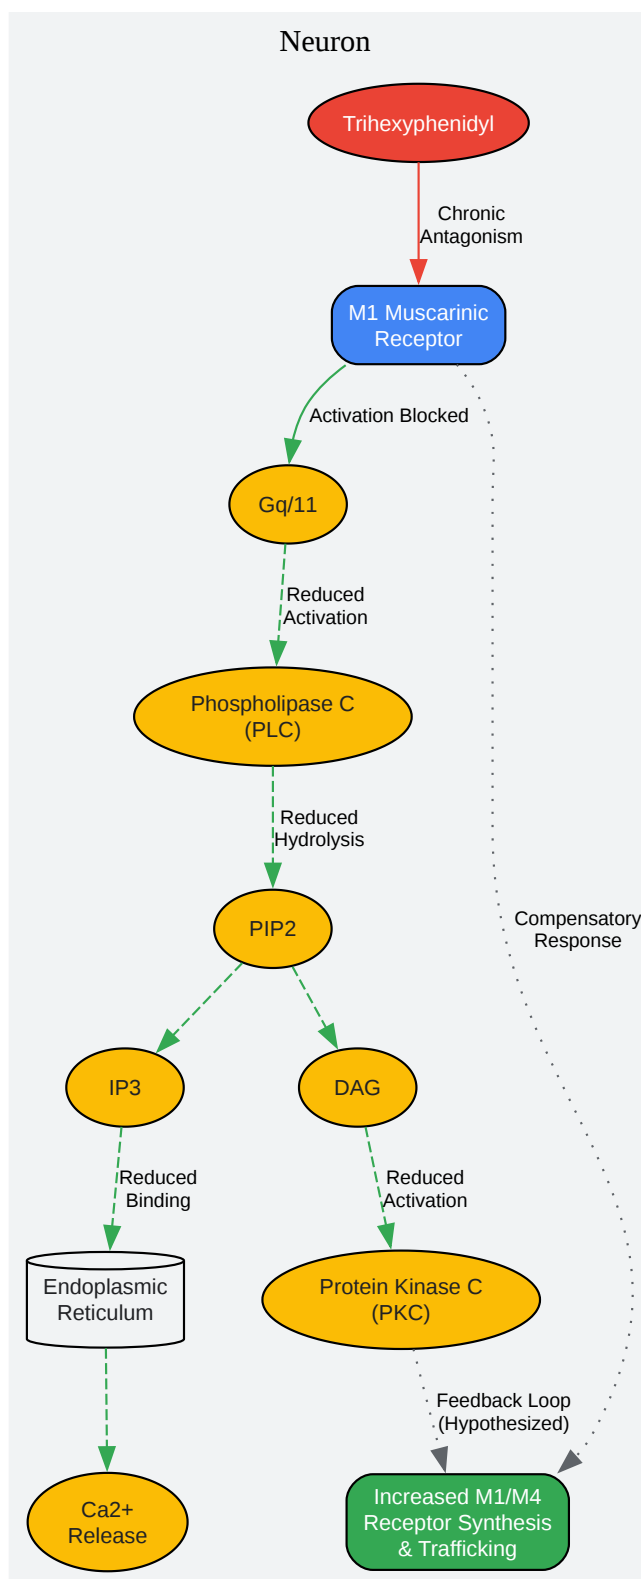 Neuron
Trihexyphenidyl
Chronic
Antagonism
M1 Muscarinic
Receptor
Activation Blocked
Gq/11
Reduced
Activation
Phospholipase C
(PLC)
Reduced
Hydrolysis
PIP2
Compensatory
Response
IP3
DAG
Reduced
Binding
Reduced
Activation
Endoplasmic
Reticulum
Protein Kinase C
(PKC)
Feedback Loop
(Hypothesized)
Ca2+
Release
Increased M1/M4
Receptor Synthesis
& Trafficking